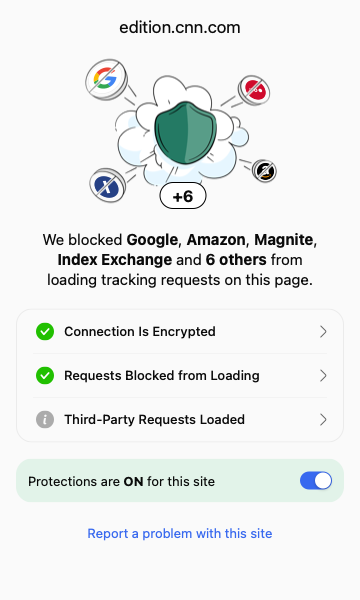 edition.cnn.com
+6
We blocked Google, Amazon, Magnite,
Index Exchange and 6 others from
loading tracking requests on this page.
Connection Is Encrypted
Requests Blocked from Loading
Third-Party Requests Loaded
Protections are ON for this site
Report a problem with this site